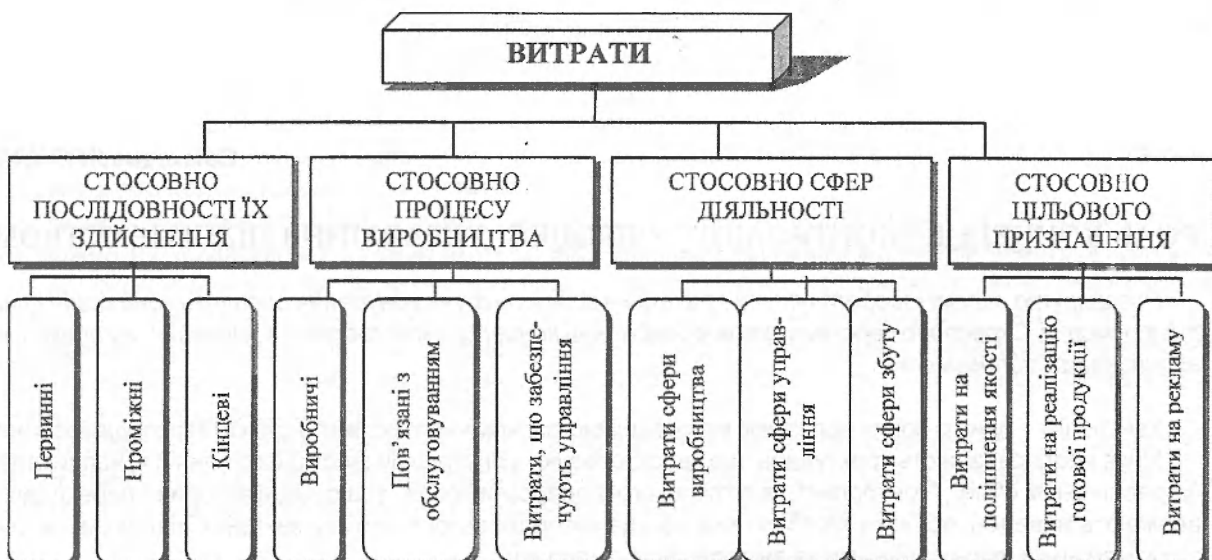 ВИТРАТИ
СТОСОВНО
ПОСЛІДОВНОСТІ ЇХ
ЗДІЙСНЕННЯ
СТОСОВНО
ПРОЦЕСУ
ВИРОБНИЦТВА
СТОСОВНО СФЕР
ДІЯЛЬНОСТІ
СТОСОВНО
ЦІЛЬОВОГО
ПРИЗНАЧЕННЯ
Первинні
Проміжні
Кінцеві
Виробничі
Пов’язані з
обслуговуванням
Витрати, що забезпе-
чують управління
Витрати сфери
виробництва
Витрати сфери управ-
ління
Витрати сфери збуту
Витрати на
поліпшення якості
Витрати на реалізацію
готової продукції
Витрати на рекламу